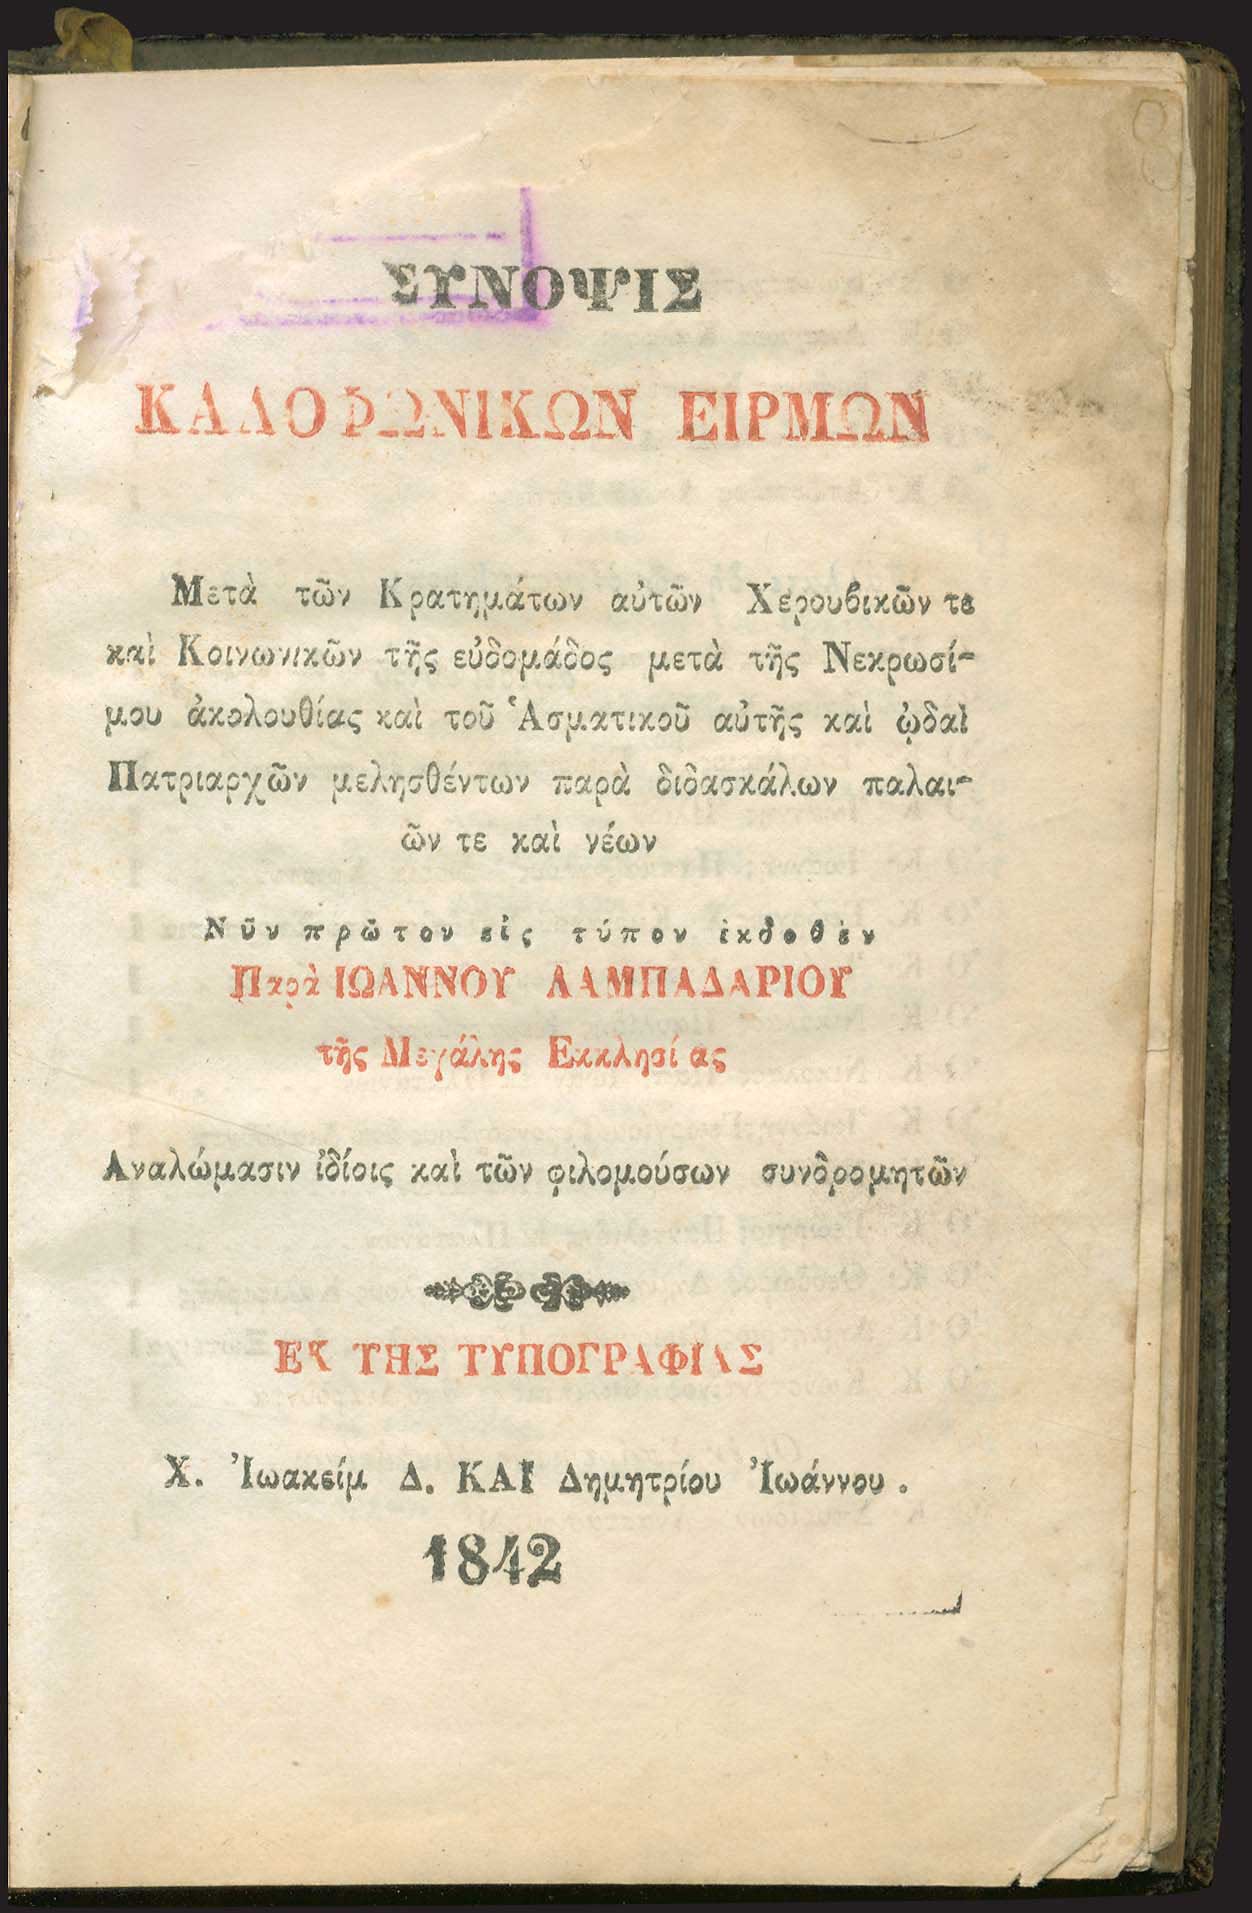 ΣΥΝΟΨΙΣ
ΚΑΛΟΦΩΝΙΚΩΝ ΕΙΡΜΩΝ
Μετὰ τῶν Κρατημάτων αὐτῶν Χερουβικῶν τε
καὶ Κοινωνικῶν τῆς εὐδομάδος μετὰ τῆς Νεκρωσί-
μου ἀκολουθίας καὶ τοῦ Ἀσματικοῦ αὐτῆς καὶ ᾠδαὶ
Πατριαρχῶν μελησθέντων παρὰ διδασκάλων παλαι-
ῶν τε καὶ νέων
Νῦν πρῶτον εἰς τύπον ἐκδοθὲν
Παρὰ ΙΩΑΝΝΟΥ ΛΑΜΠΑΔΑΡΙΟΥ
τῆς Μεγάλης Εκκλησίας
Αναλώμασιν ἰδίοις καὶ τῶν φιλομούσων συνδρομητῶν
ΕΚ ΤΗΣ ΤΥΠΟΓΡΑΦΙΑΣ
Χ. Ἰωακείμ Δ. ΚΑΙ Δημητρίου Ἰωάννου.
1842